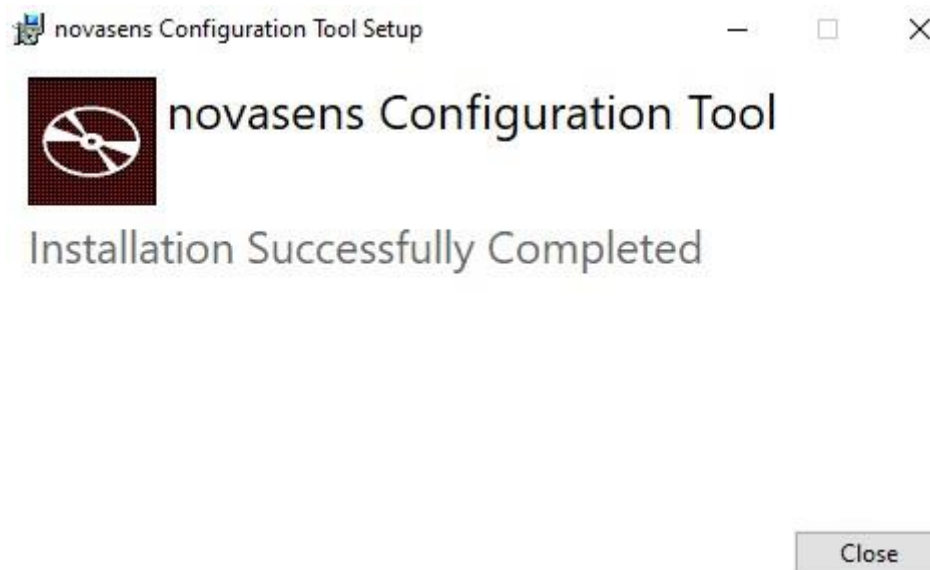 novasens Configuration Tool Setup
novasens Configuration Tool
Installation Successfully Completed
Close